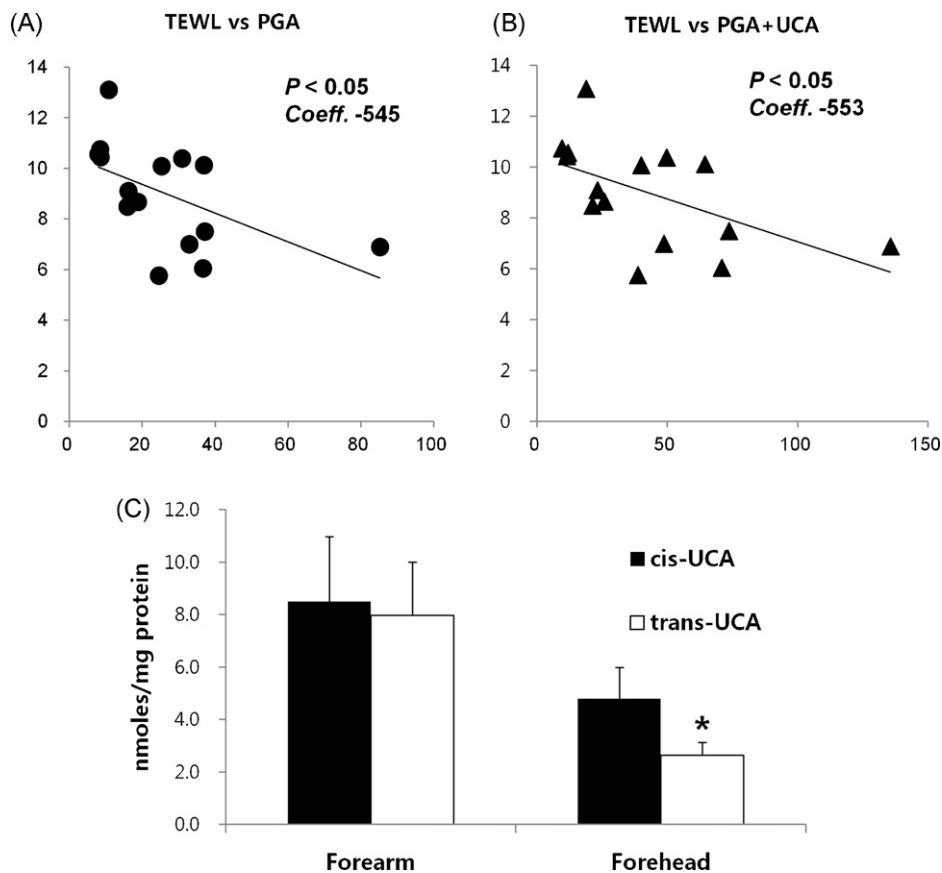 (A)
TEWL vs PGA
P < 0.05
Coeff. -545
14
12
10
8
6
4
2
0
0 20 40 60 80 100
(B)
TEWL vs PGA+UCA
P < 0.05
Coeff. -553
14
12
10
8
6
4
2
0
0 50 100 150
(C)
nmoles/mg protein
12.0
10.0
8.0
6.0
4.0
2.0
0.0
cis-UCA
trans-UCA
*
Forearm Forehead